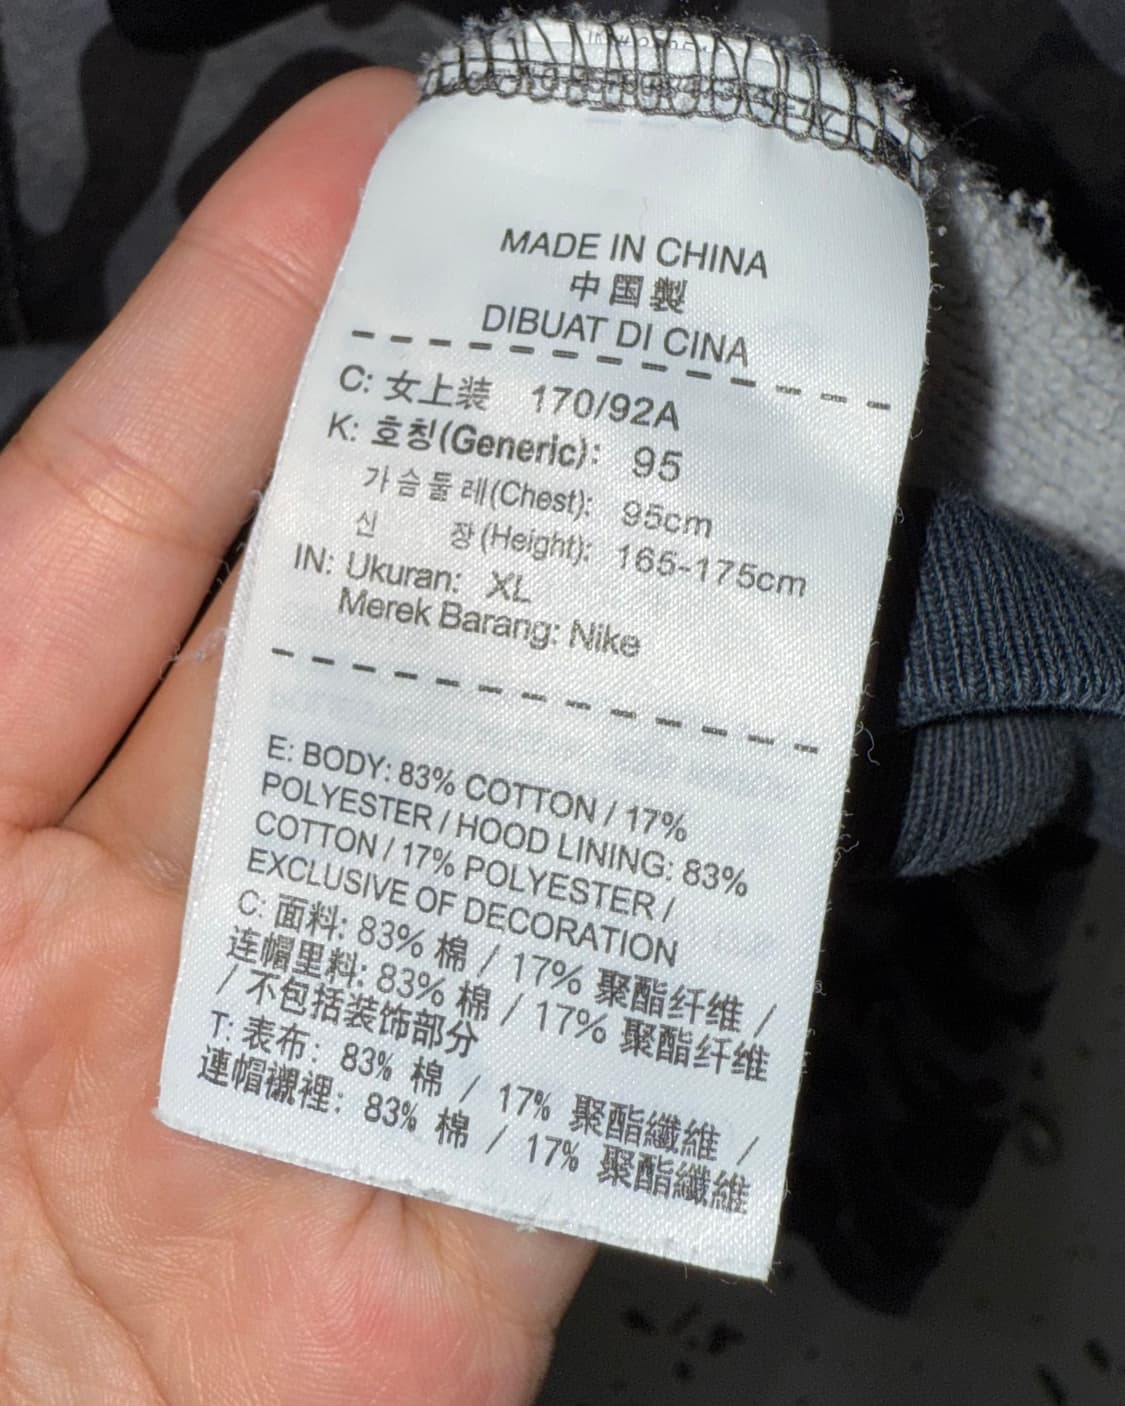 MADE IN CHINA
中国製
DIBUAT DI CINA
C: 女上装 170/92A
K: 호칭(Generic): 95
가슴둘레(Chest): 95cm
신 장(Height): 165-175cm
IN: Ukuran: XL
Merek Barang: Nike
E: BODY: 83% COTTON / 17%
POLYESTER / HOOD LINING: 83%
COTTON / 17% POLYESTER /
EXCLUSIVE OF DECORATION
C: 面料: 83% 棉 / 17% 聚酯纤维 /
连帽里料: 83% 棉 / 17% 聚酯纤维
/ 不包括装饰部分
T: 表布: 83% 棉 / 17% 聚酯纖維 /
連帽襯裡: 83% 棉 / 17% 聚酯纖維